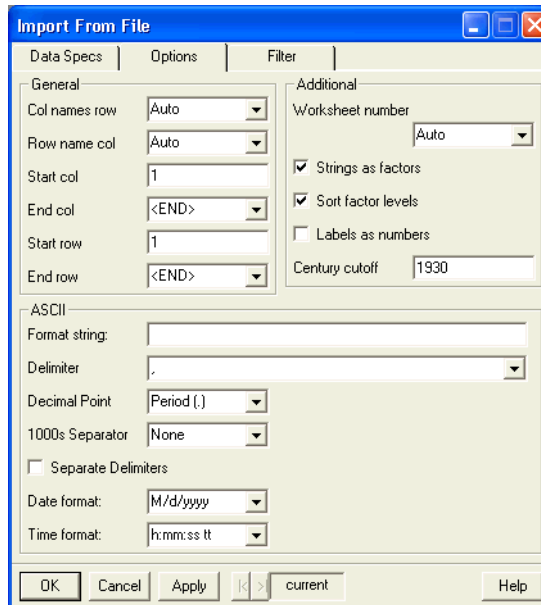 Import From File
Data Specs Options Filter
General
Col names row Auto
Row name col Auto
Start col 1
End col <END>
Start row 1
End row <END>
Additional
Worksheet number
Auto
Strings as factors
Sort factor levels
Labels as numbers
Century cutoff 1930
ASCII
Format string:
Delimiter ,
Decimal Point Period (.)
1000s Separator None
Separate Delimiters
Date format: M/d/yyyy
Time format: h:mm:ss tt
OK Cancel Apply current Help